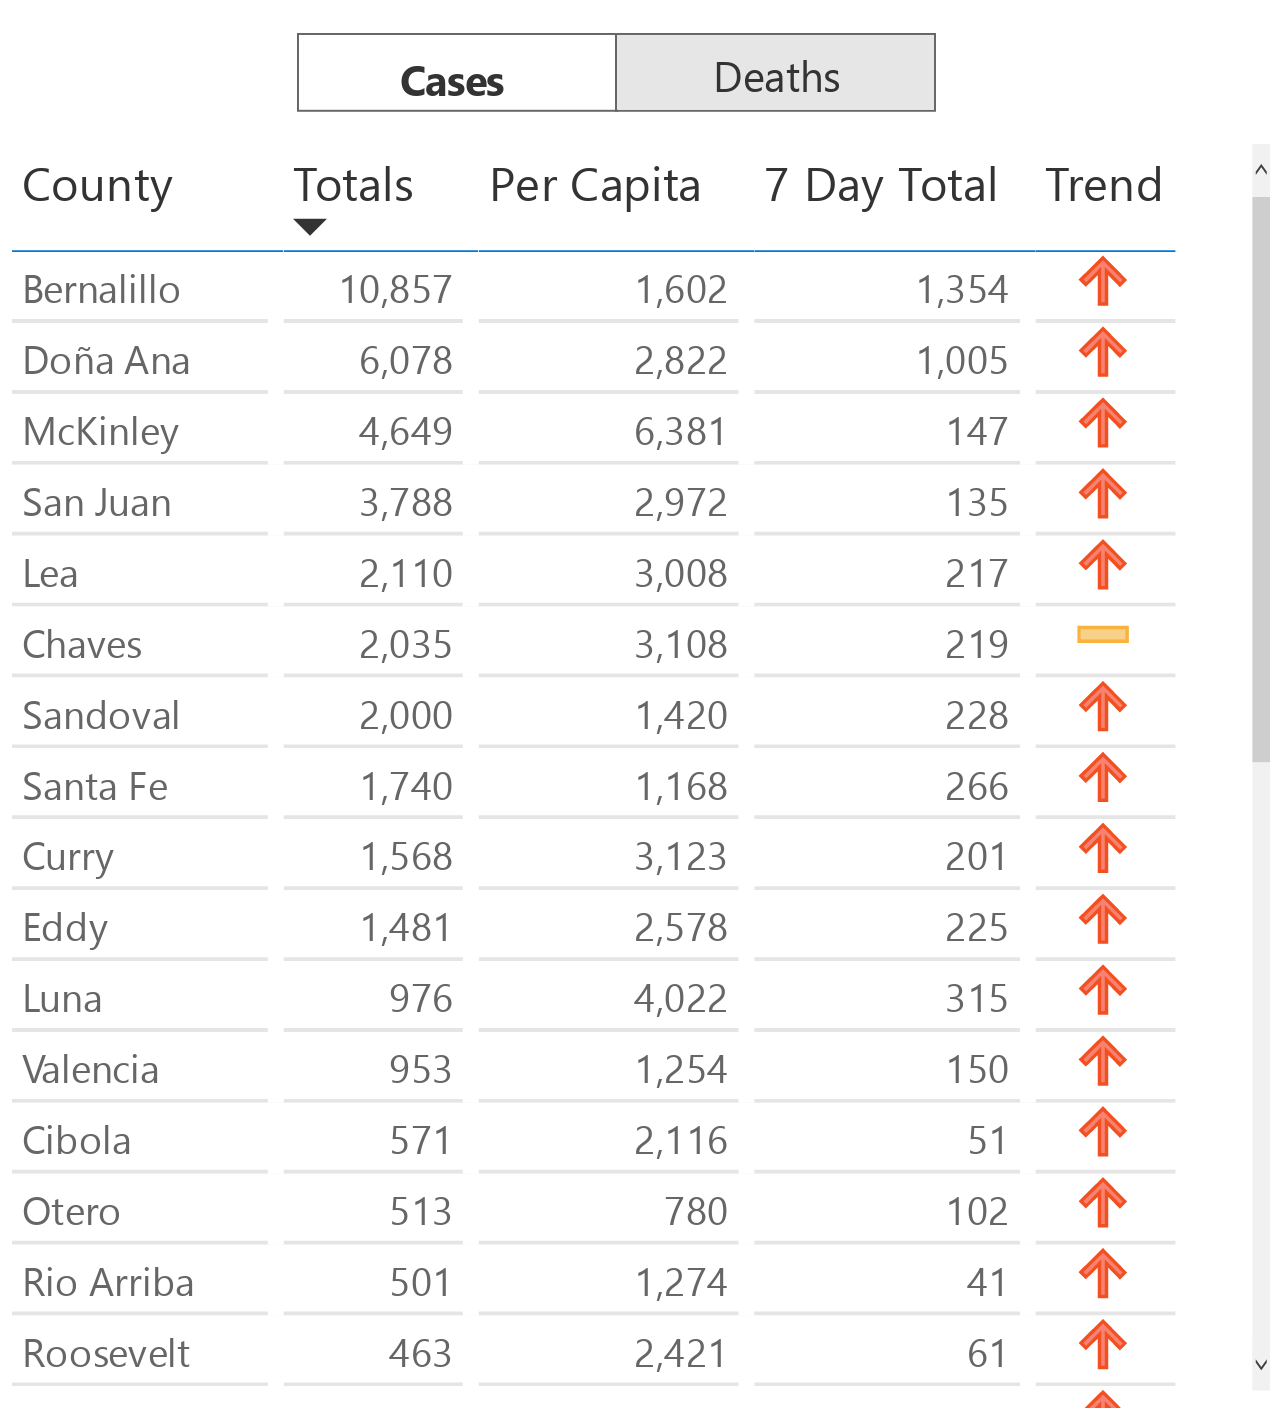 Cases Deaths
County Totals Per Capita 7 Day Total Trend
Bernalillo 10,857 1,602 1,354
Doña Ana 6,078 2,822 1,005
McKinley 4,649 6,381 147
San Juan 3,788 2,972 135
Lea 2,110 3,008 217
Chaves 2,035 3,108 219
Sandoval 2,000 1,420 228
Santa Fe 1,740 1,168 266
Curry 1,568 3,123 201
Eddy 1,481 2,578 225
Luna 976 4,022 315
Valencia 953 1,254 150
Cibola 571 2,116 51
Otero 513 780 102
Rio Arriba 501 1,274 41
Roosevelt 463 2,421 61